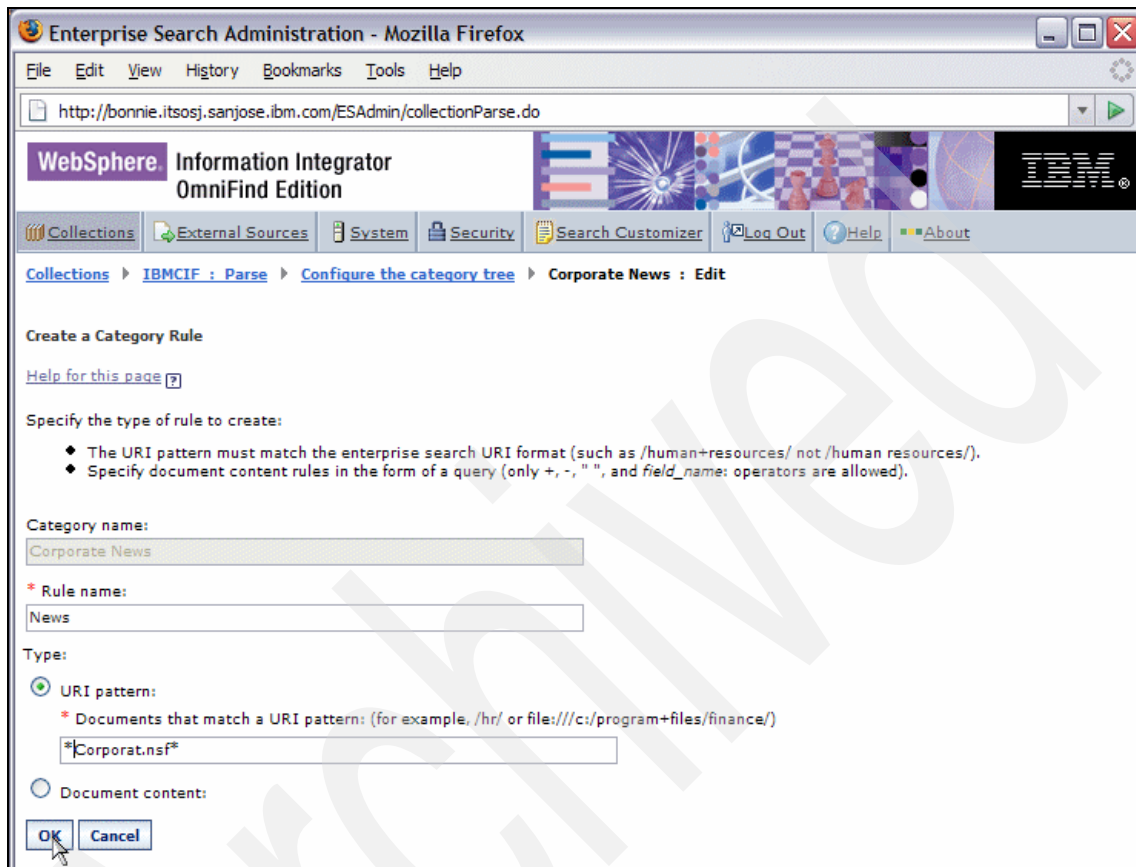 Enterprise Search Administration - Mozilla Firefox
File Edit View History Bookmarks Tools Help
http://bonnie.itsosj.sanjose.ibm.com/ESAdmin/collectionParse.do
WebSphere. Information Integrator
OmniFind Edition
IBM®
Collections External Sources System Security Search Customizer Log Out Help About
Collections IBMCIF : Parse Configure the category tree Corporate News : Edit
Create a Category Rule
Help for this page ?
Specify the type of rule to create:
The URI pattern must match the enterprise search URI format (such as /human+resources/ not /human resources/).
Specify document content rules in the form of a query (only +, -, " ", and field_name: operators are allowed).
Category name:
Corporate News
* Rule name:
News
Type:
URI pattern:
* Documents that match a URI pattern: (for example, /hr/ or file:///c:/program+files/finance/)
*Corporat.nsf*
Document content:
OK Cancel
Archived